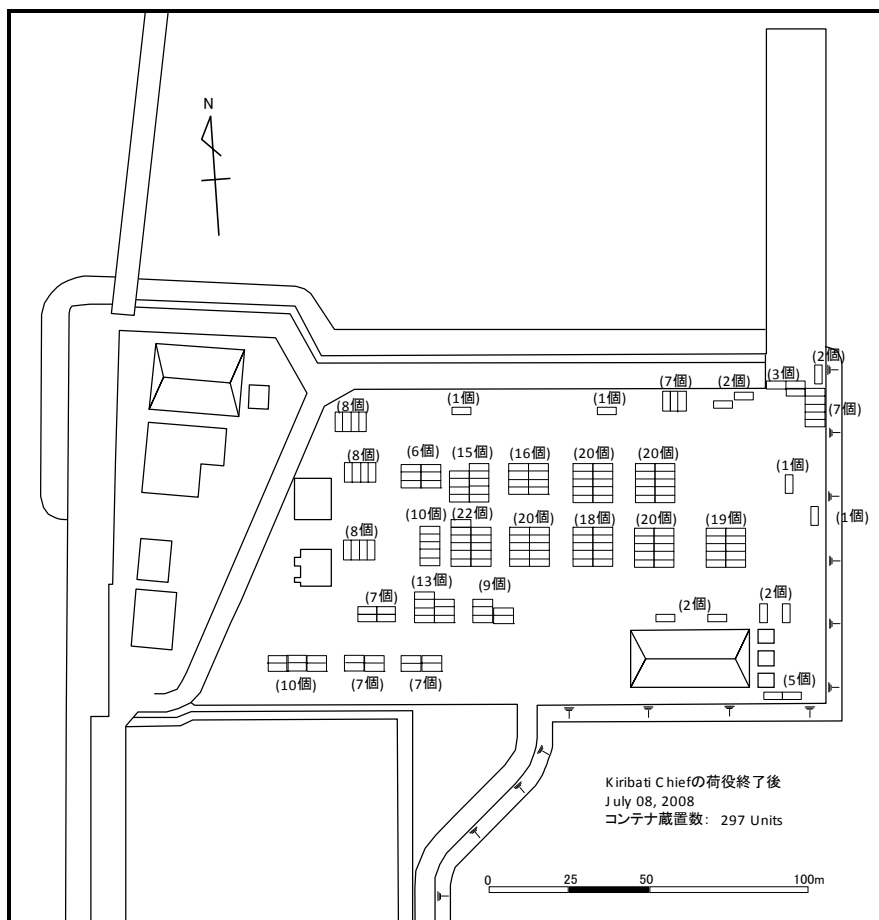 N
(2個)
(3個)
(7個)
(2個)
(8個)
(1個)
(1個)
(7個)
(8個)
(6個)
(15個)
(16個)
(20個)
(20個)
(1個)
(10個)
(22個)
(20個)
(18個)
(20個)
(19個)
(1個)
(8個)
(13個)
(9個)
(7個)
(2個)
(2個)
(10個)
(7個)
(7個)
(5個)
Kiribati Chiefの荷役終了後
July 08, 2008
コンテナ蔵置数: 297 Units
0 25 50 100m